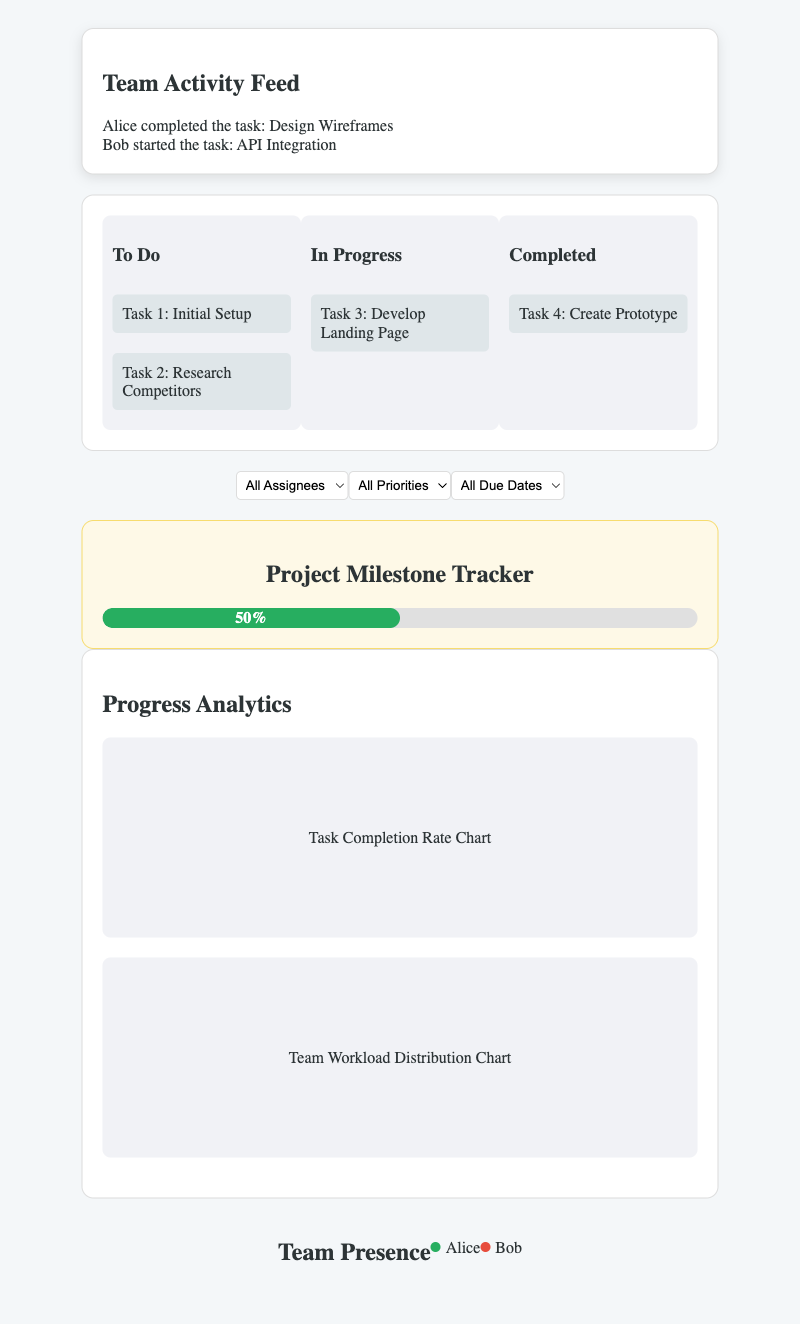 Team Activity Feed
Alice completed the task: Design Wireframes
Bob started the task: API Integration
To Do
Task 1: Initial Setup
Task 2: Research
Competitors
In Progress
Task 3: Develop
Landing Page
Completed
Task 4: Create Prototype
All Assignees
All Priorities
All Due Dates
Project Milestone Tracker
50%
Progress Analytics
Task Completion Rate Chart
Team Workload Distribution Chart
Team Presence
Alice
Bob